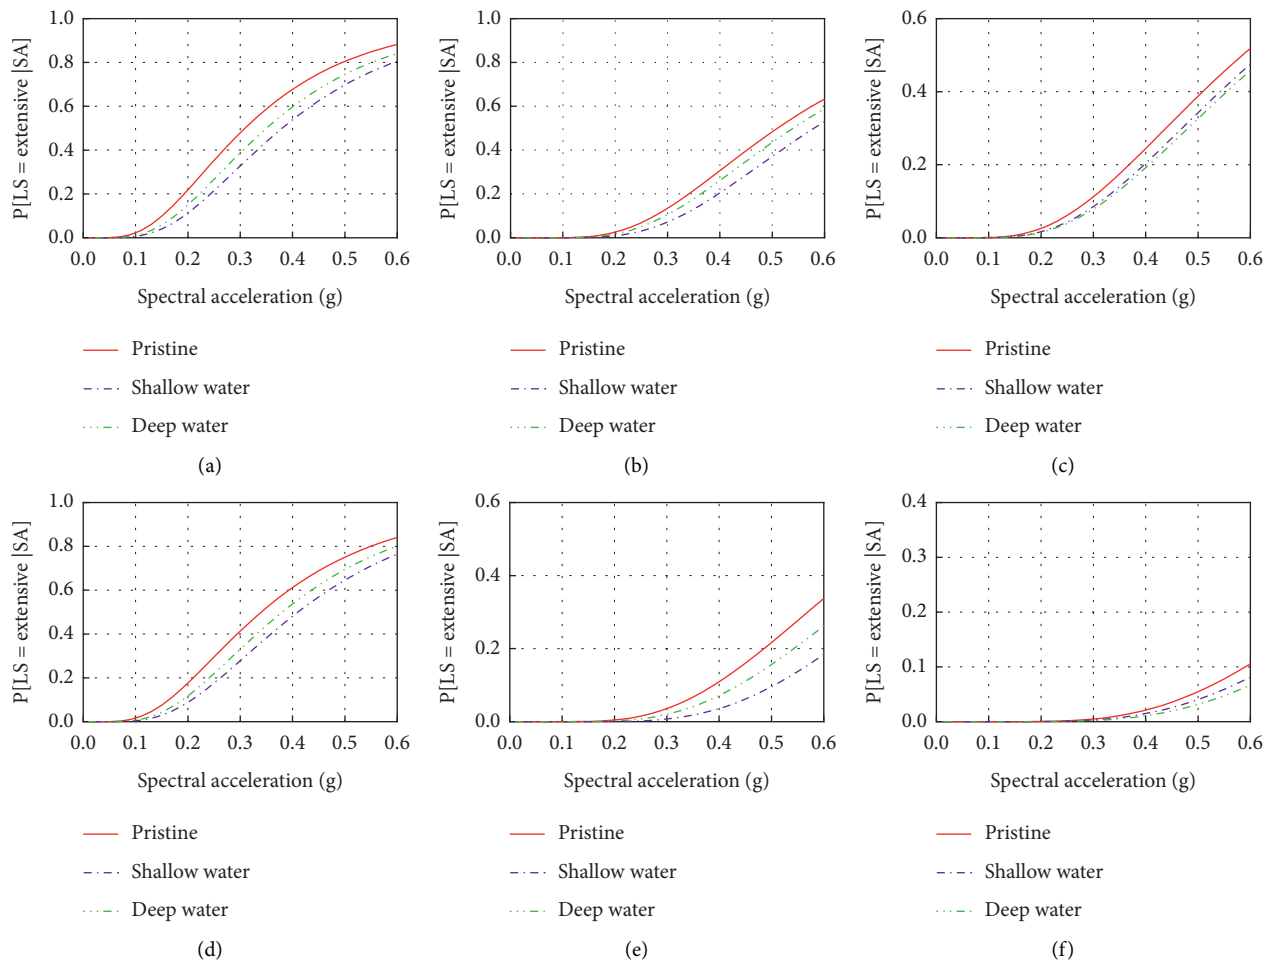 1.0
0.8
0.6
0.4
0.2
0.0
P[LS = extensive |SA]
0.0 0.1 0.2 0.3 0.4 0.5 0.6
Spectral acceleration (g)
Pristine
Shallow water
Deep water
(a)
1.0
0.8
0.6
0.4
0.2
0.0
P[LS = extensive |SA]
0.0 0.1 0.2 0.3 0.4 0.5 0.6
Spectral acceleration (g)
Pristine
Shallow water
Deep water
(b)
0.6
0.4
0.2
0.0
P[LS = extensive |SA]
0.0 0.1 0.2 0.3 0.4 0.5 0.6
Spectral acceleration (g)
Pristine
Shallow water
Deep water
(c)
1.0
0.8
0.6
0.4
0.2
0.0
P[LS = extensive |SA]
0.0 0.1 0.2 0.3 0.4 0.5 0.6
Spectral acceleration (g)
Pristine
Shallow water
Deep water
(d)
0.6
0.4
0.2
0.0
P[LS = extensive |SA]
0.0 0.1 0.2 0.3 0.4 0.5 0.6
Spectral acceleration (g)
Pristine
Shallow water
Deep water
(e)
0.4
0.3
0.2
0.1
0.0
P[LS = extensive |SA]
0.0 0.1 0.2 0.3 0.4 0.5 0.6
Spectral acceleration (g)
Pristine
Shallow water
Deep water
(f)